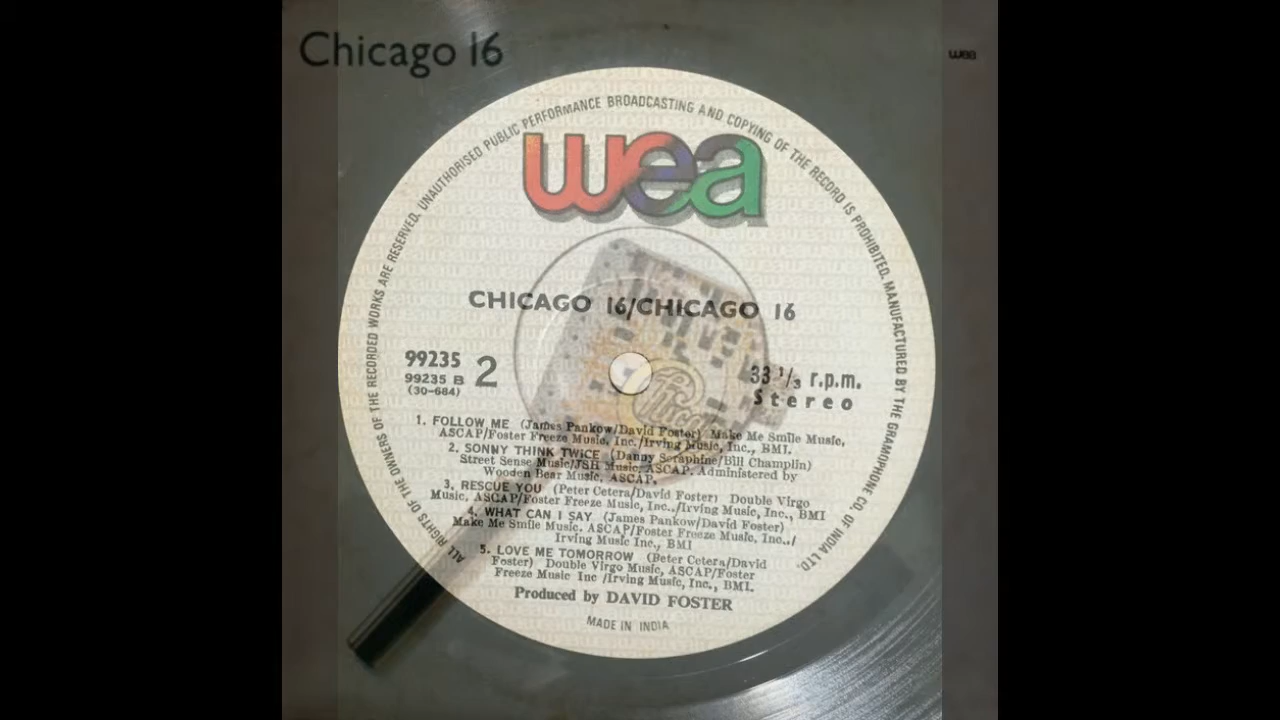 Chicago 16
wea
UNAUTHORISED PUBLIC PERFORMANCE BROADCASTING AND COPYING OF THE RECORD IS PROHIBITED. MANUFACTURED BY THE GRAMOPHONE CO. OF INDIA LTD.
ALL RIGHTS OF THE OWNERS OF THE RECORDED WORKS ARE RESERVED.
wea
CHICAGO 16/CHICAGO 16
99235
99235 B 2
(30-684)
33 1/3 r.p.m.
Stereo
Chicago
1. FOLLOW ME (James Pankow/David Foster) Make Me Smile Music,
ASCAP/Foster Freeze Music, Inc./Irving Music, Inc., BMI.
2. SONNY THINK TWICE (Danny Seraphine/Bill Champlin)
Street Sense Music/JSH Music, ASCAP. Administered by
Wooden Bear Music, ASCAP.
3. RESCUE YOU (Peter Cetera/David Foster) Double Virgo
Music, ASCAP/Foster Freeze Music, Inc../Irving Music, Inc., BMI
4. WHAT CAN I SAY (James Pankow/David Foster)
Make Me Smile Music. ASCAP/Foster Freeze Music, Inc../
Irving Music Inc., BMI
5. LOVE ME TOMORROW (Beter Cetera/David
Foster) Double Virgo Music, ASCAP/Foster
Freeze Music Inc /Irving Music, Inc., BMI.
Produced by DAVID FOSTER
MADE IN INDIA